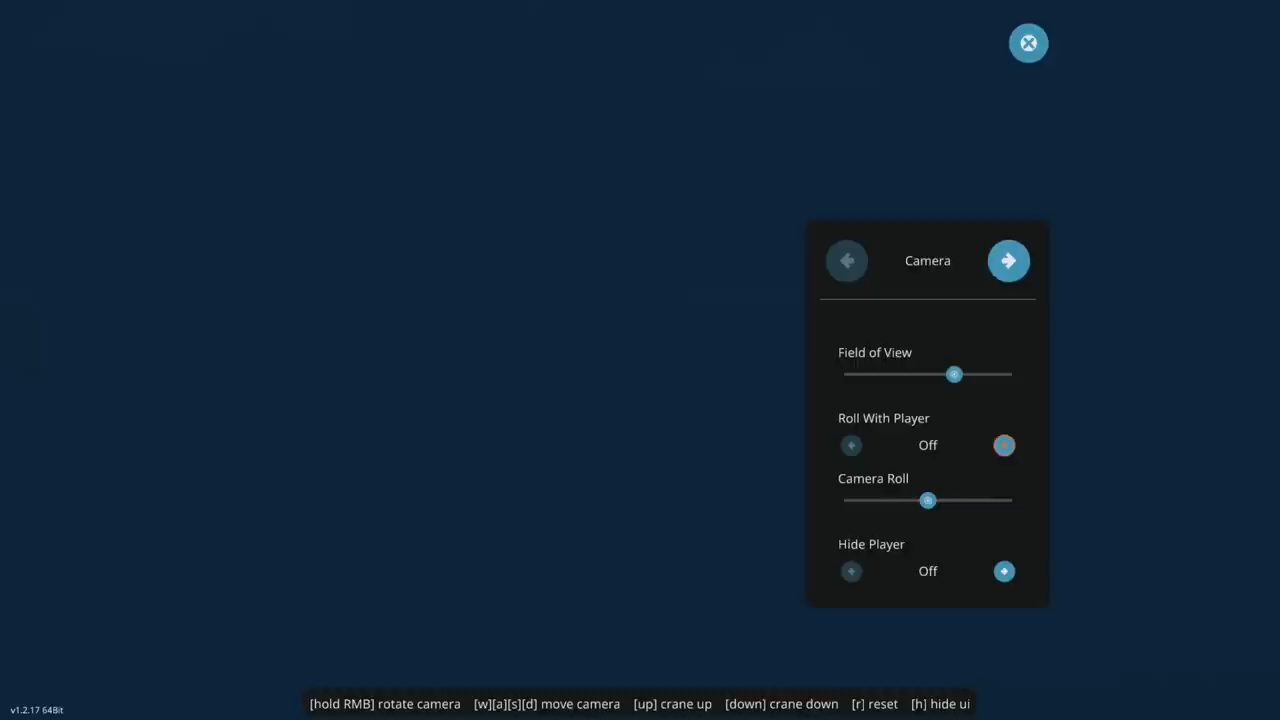 Camera
Field of View
Roll With Player
Off
Camera Roll
Hide Player
Off
[hold RMB] rotate camera [w][a][s][d] move camera [up] crane up [down] crane down [r] reset [h] hide ui
v1.2.17 64Bit